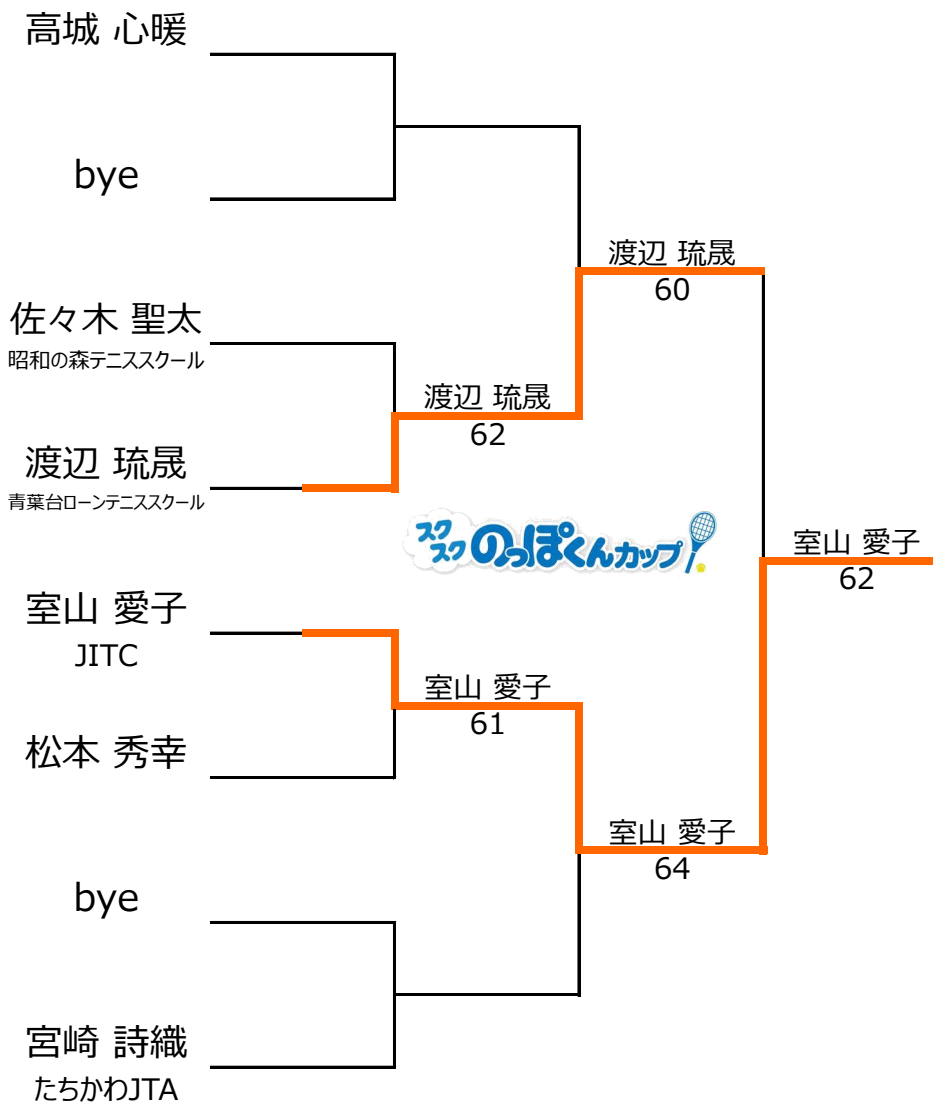 高城 心暖
bye
佐々木 聖太
昭和の森テニススクール
渡辺 琉晟
青葉台ローンテニススクール
室山 愛子
JITC
松本 秀幸
bye
宮崎 詩織
たちかわJTA
渡辺 琉晟
62
室山 愛子
61
渡辺 琉晟
60
室山 愛子
64
スクスクのっぽくんカップ!
室山 愛子
62